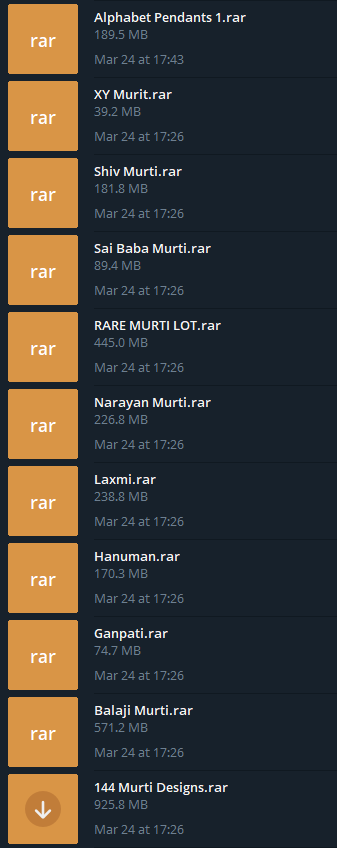 rar
Alphabet Pendants 1.rar
189.5 MB
Mar 24 at 17:43
rar
XY Murit.rar
39.2 MB
Mar 24 at 17:26
rar
Shiv Murti.rar
181.8 MB
Mar 24 at 17:26
rar
Sai Baba Murti.rar
89.4 MB
Mar 24 at 17:26
rar
RARE MURTI LOT.rar
445.0 MB
Mar 24 at 17:26
rar
Narayan Murti.rar
226.8 MB
Mar 24 at 17:26
rar
Laxmi.rar
238.8 MB
Mar 24 at 17:26
rar
Hanuman.rar
170.3 MB
Mar 24 at 17:26
rar
Ganpati.rar
74.7 MB
Mar 24 at 17:26
rar
Balaji Murti.rar
571.2 MB
Mar 24 at 17:26
144 Murti Designs.rar
925.8 MB
Mar 24 at 17:26